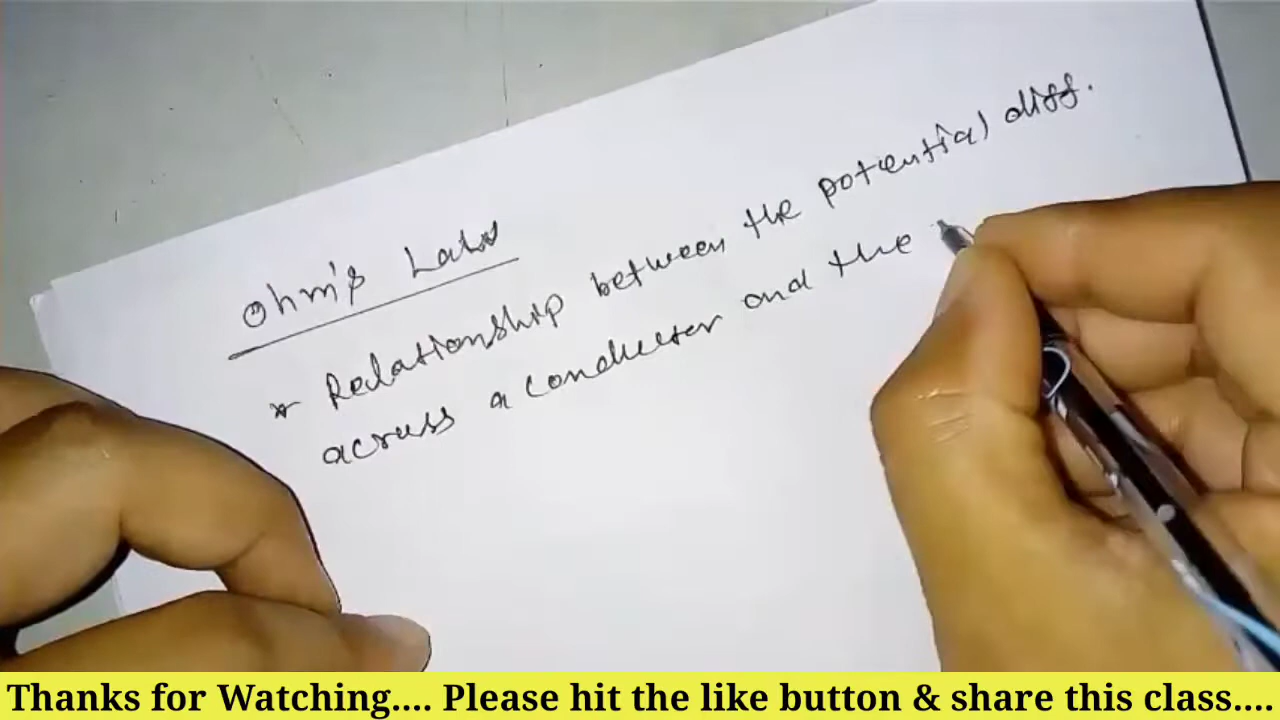 Ohm's Law
* Relationship between the potential diff.
across a conductor and the
Thanks for Watching.... Please hit the like button & share this class....